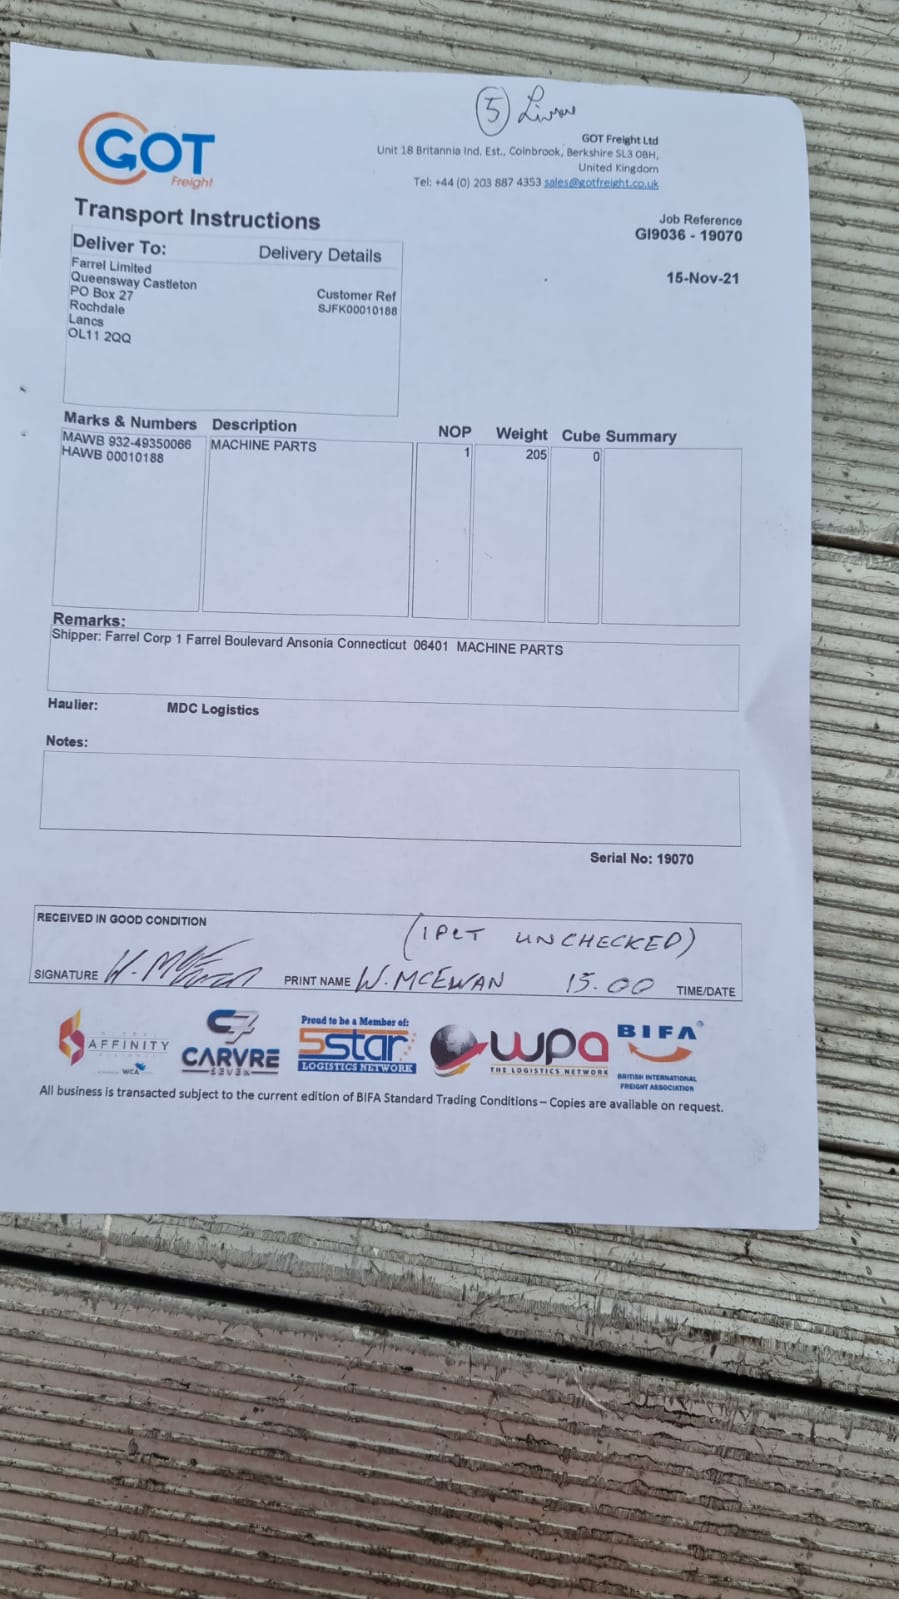 5
GOT
Freight
GOT Freight Ltd
Unit 18 Britannia Ind. Est., Colnbrook, Berkshire SL3 0BH,
United Kingdom
Tel: +44 (0) 203 887 4353 sales@gotfreight.co.uk
Transport Instructions
Job Reference
GI9036 - 19070
15-Nov-21
Deliver To:
Delivery Details
Farrel Limited
Queensway Castleton
PO Box 27
Rochdale
Lancs
OL11 2QQ
Customer Ref
SJFK00010188
Marks & Numbers Description NOP Weight Cube Summary
MAWB 932-49350066 MACHINE PARTS 1 205 0
HAWB 00010188
Remarks:
Shipper: Farrel Corp 1 Farrel Boulevard Ansonia Connecticut 06401 MACHINE PARTS
Haulier: MDC Logistics
Notes:
Serial No: 19070
RECEIVED IN GOOD CONDITION
(1 PLT UNCHECKED)
SIGNATURE W. McEwan PRINT NAME W. MCEWAN 15.00 TIME/DATE
AFFINITY
WCA
C7
CARVRE
SEVEN
Proud to be a Member of:
5star
LOGISTICS NETWORK
wpa
THE LOGISTICS NETWORK
BIFA
BRITISH INTERNATIONAL
FREIGHT ASSOCIATION
All business is transacted subject to the current edition of BIFA Standard Trading Conditions – Copies are available on request.